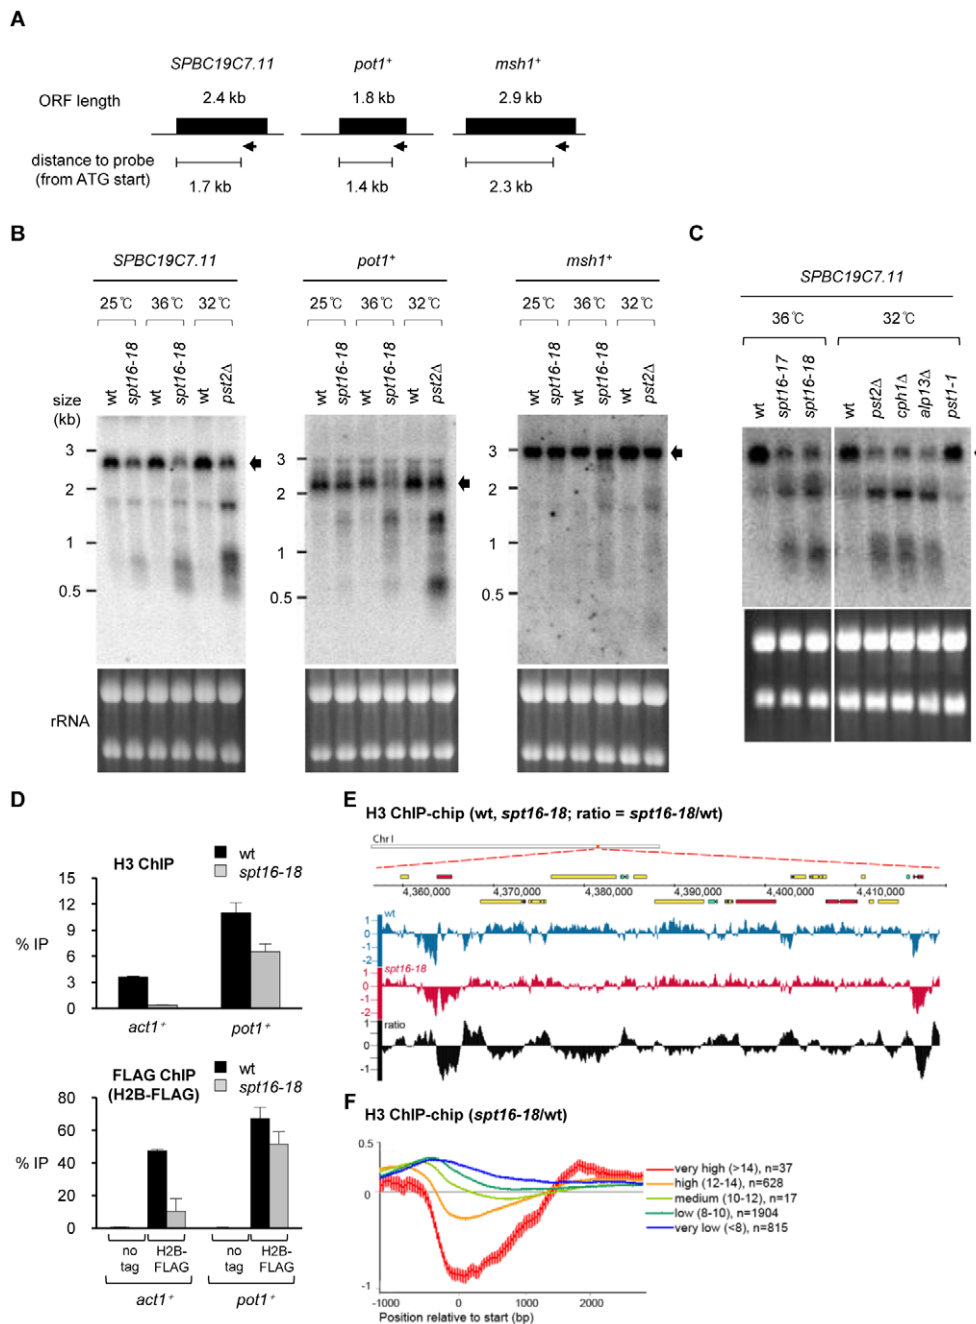 A
SPBC19C7.11 pot1⁺ msh1⁺
ORF length 2.4 kb 1.8 kb 2.9 kb
distance to probe
(from ATG start)
1.7 kb 1.4 kb 2.3 kb
B
SPBC19C7.11 pot1⁺ msh1⁺
25℃ 36℃ 32℃ 25℃ 36℃ 32℃ 25℃ 36℃ 32℃
wt spt16-18 wt spt16-18 wt pst2Δ wt spt16-18 wt spt16-18 wt pst2Δ wt spt16-18 wt spt16-18 wt pst2Δ
size
(kb)
3
2
1
0.5
3
2
1
0.5
3
2
1
0.5
rRNA
C
SPBC19C7.11
36℃ 32℃
wt spt16-17 spt16-18 wt pst2Δ cph1Δ alp13Δ pst1-1
D
H3 ChIP
wt
spt16-18
15
12
9
6
3
0
% IP
act1⁺ pot1⁺
FLAG ChIP
(H2B-FLAG)
wt
spt16-18
80
60
40
20
0
% IP
no tag H2B-FLAG no tag H2B-FLAG
act1⁺ pot1⁺
E
H3 ChIP-chip (wt, spt16-18; ratio = spt16-18/wt)
Chr I
4,360,000 4,370,000 4,380,000 4,390,000 4,400,000 4,410,000
wt
1
0
-1
-2
spt16-18
1
0
-1
-2
ratio
1
0
-1
F
H3 ChIP-chip (spt16-18/wt)
0.5
0
-1
-1000 0 1000 2000
Position relative to start (bp)
very high (>14), n=37
high (12-14), n=628
medium (10-12), n=17
low (8-10), n=1904
very low (<8), n=815